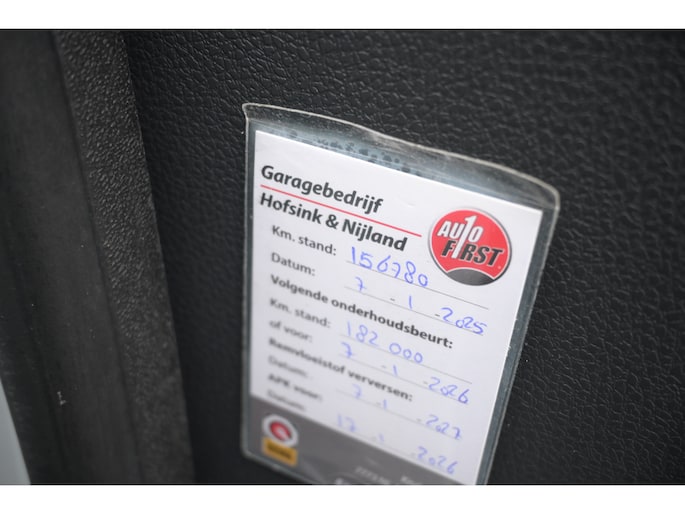 Garagebedrijf
Hofsink & Nijland
AUTO
FIRST
Km. stand: 156780
Datum: 7 - 1 - 2025
Volgende onderhoudsbeurt:
Km. stand: 182 000
of voor: 7 - 1 - 2026
Remvloeistof verversen:
Datum: 7 - 1 - 2027
APK voor:
Datum: 17 - 1 - 2026